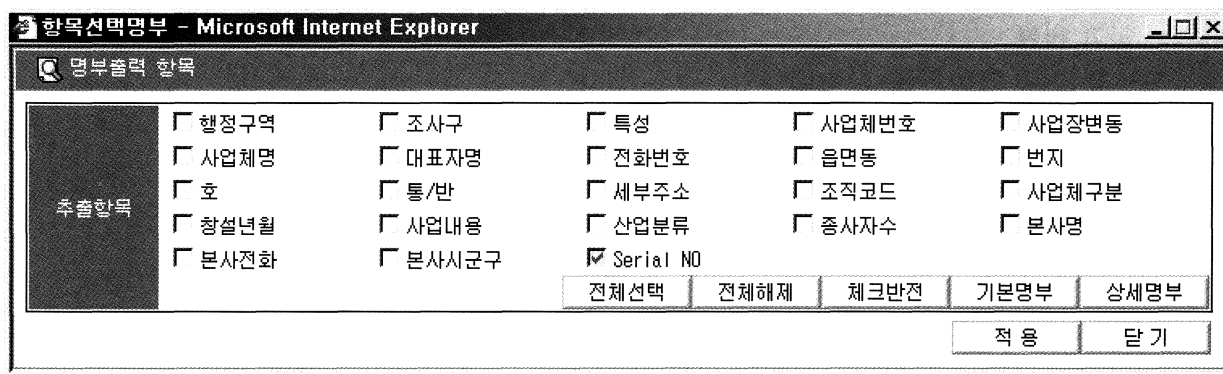 항목선택명부 - Microsoft Internet Explorer
명부출력 항목
행정구역 조사구 특성 사업체번호 사업장변동
사업체명 대표자명 전화번호 읍면동 번지
추출항목 호 통/반 세부주소 조직코드 사업체구분
창설년월 사업내용 산업분류 종사자수 본사명
본사전화 본사시군구 Serial NO
전체선택 전체해제 체크반전 기본명부 상세명부
적 용 닫 기